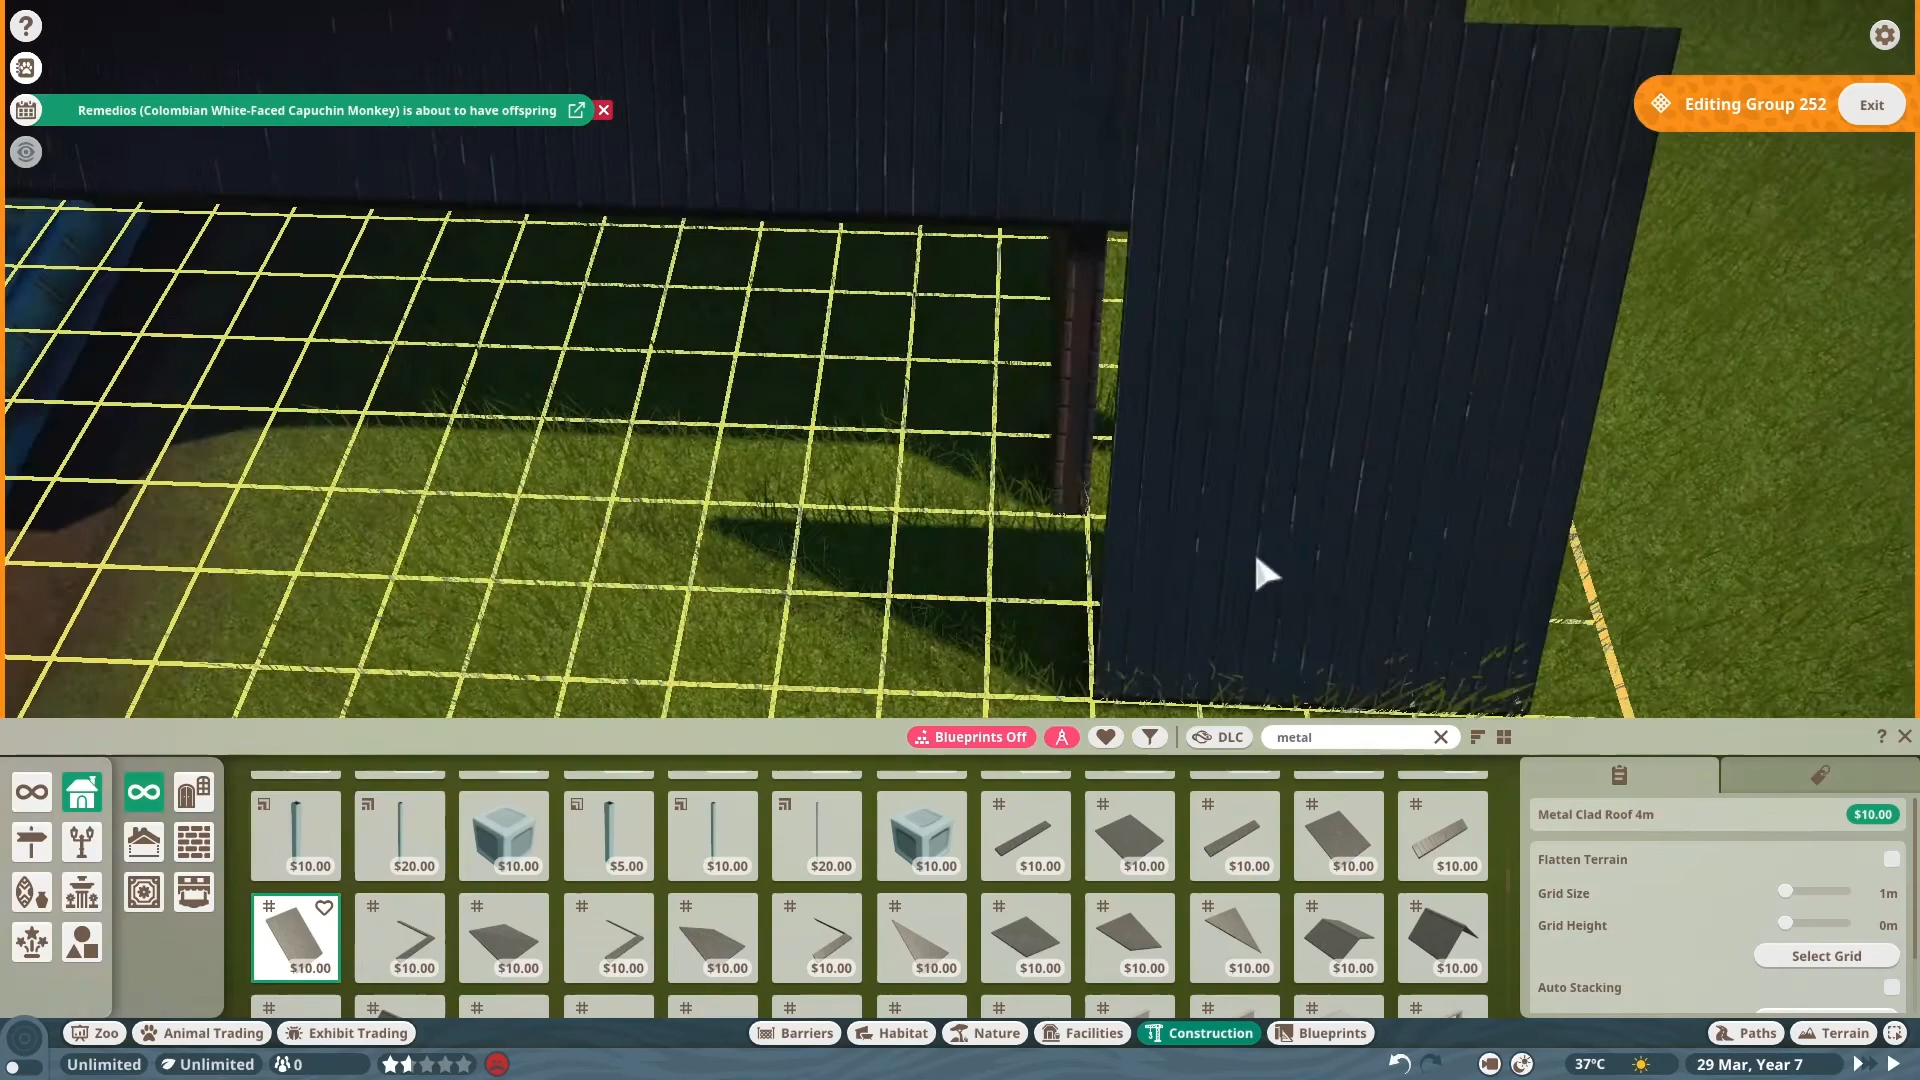 ?
Remedios (Colombian White-Faced Capuchin Monkey) is about to have offspring
Editing Group 252
Exit
Blueprints Off
DLC
metal
?
$10.00 $20.00 $10.00 $5.00 $10.00 $20.00 $10.00 $10.00 $10.00 $10.00 $10.00 $10.00
$10.00 $10.00 $10.00 $10.00 $10.00 $10.00 $10.00 $10.00 $10.00 $10.00 $10.00 $10.00
Metal Clad Roof 4m
$10.00
Flatten Terrain
Grid Size 1m
Grid Height 0m
Select Grid
Auto Stacking
Zoo Animal Trading Exhibit Trading Barriers Habitat Nature Facilities Construction Blueprints Paths Terrain
Unlimited Unlimited 0 37°C 29 Mar, Year 7